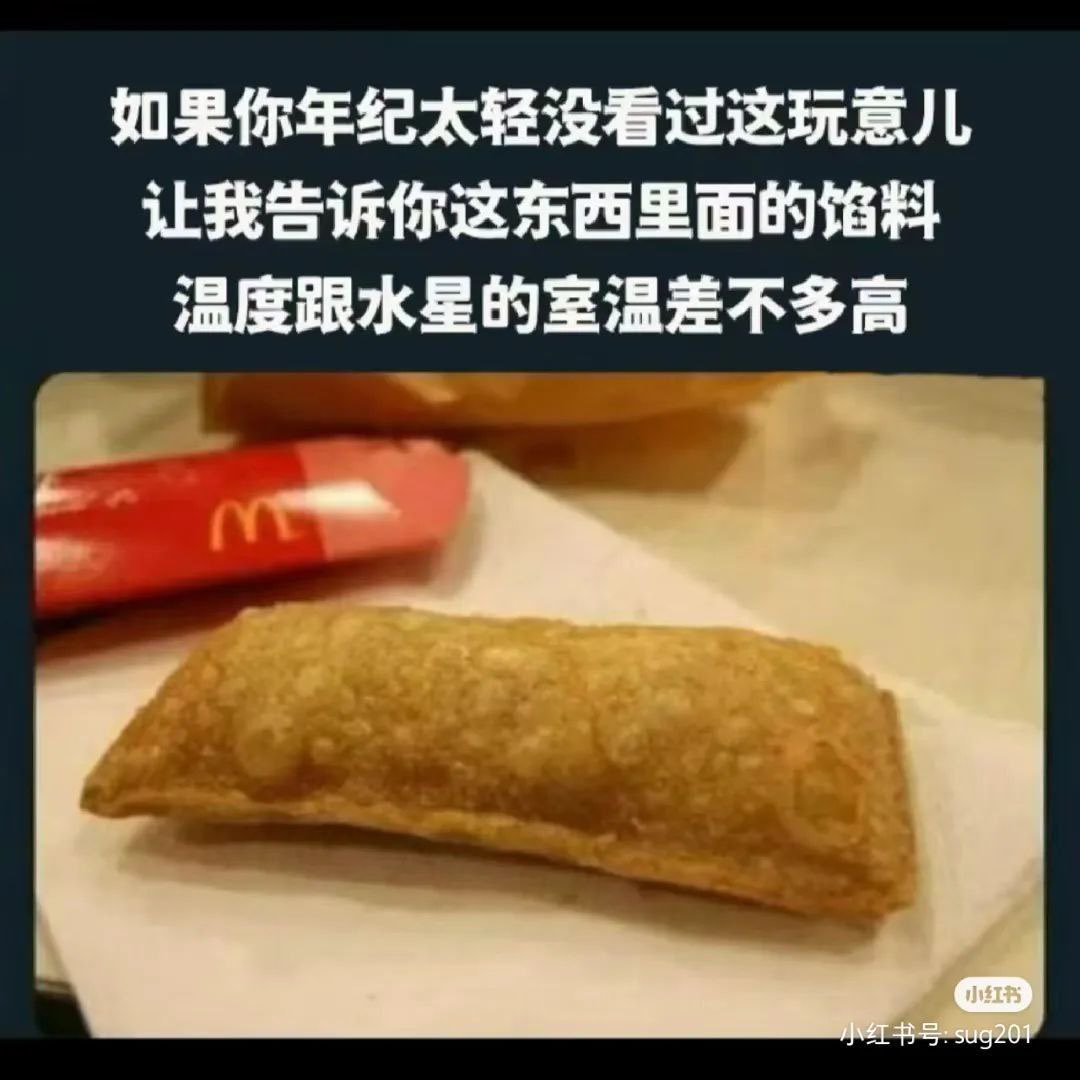 如果你年纪太轻没看过这玩意儿
让我告诉你这东西里面的馅料
温度跟水星的室温差不多高
M
小红书
小红书号: sug201